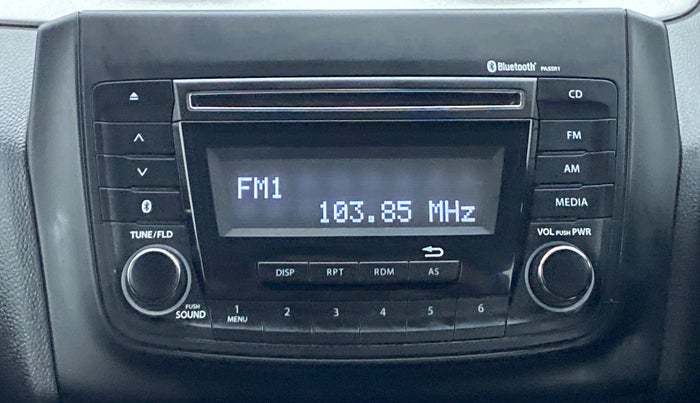 Bluetooth® PASSR1
CD
FM
AM
MEDIA
FM1
103.85 MHz
TUNE/FLD
VOL PUSH PWR
DISP RPT RDM AS
PUSH
SOUND
1 2 3 4 5 6
MENU